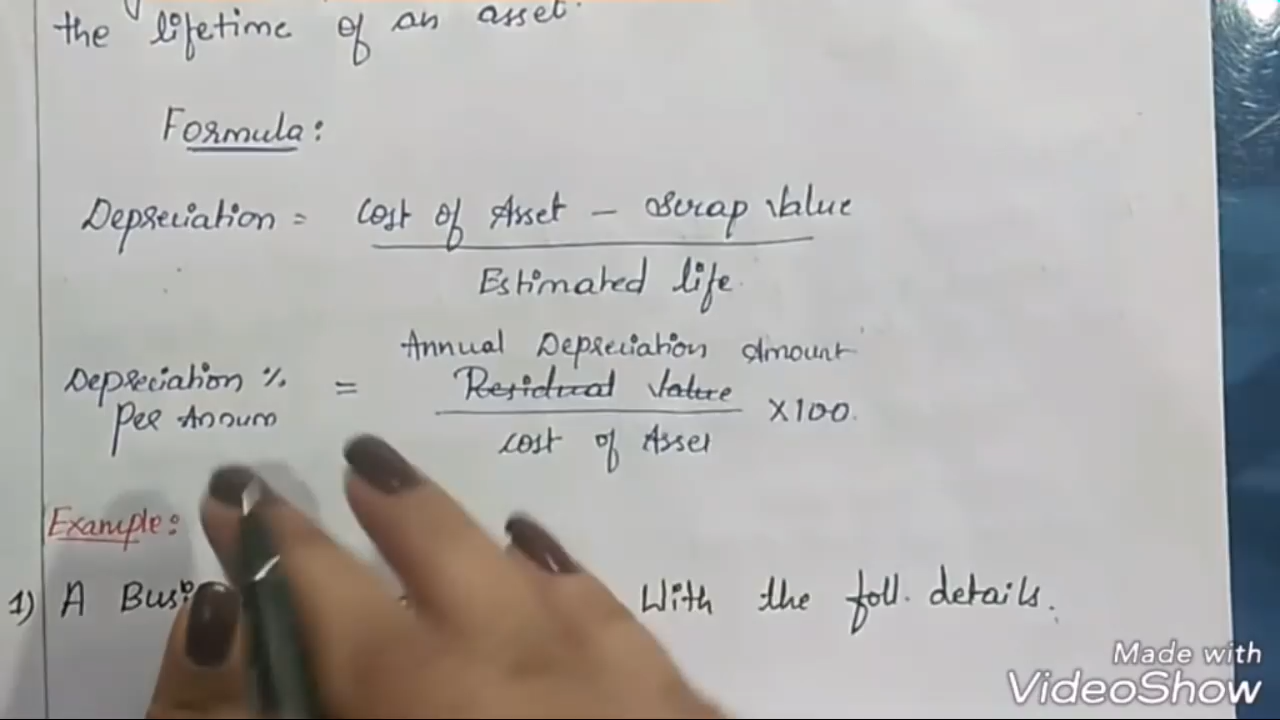 the lifetime of an asset.
Formula:
Depreciation = Cost of Asset - Scrap Value
Estimated life.
Annual Depreciation Amount
Depreciation % = Residual Value X100.
Per Annum Cost of Asset
Example:
1) A With the foll. details.
Made with
VideoShow